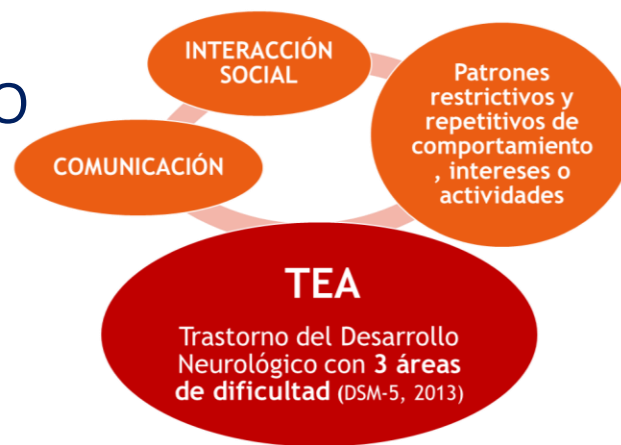 O
INTERACCIÓN
SOCIAL
COMUNICACIÓN
Patrones
restrictivos y
repetitivos de
comportamiento
, intereses o
actividades
TEA
Trastorno del Desarrollo
Neurológico con 3 áreas
de dificultad (DSM-5, 2013)